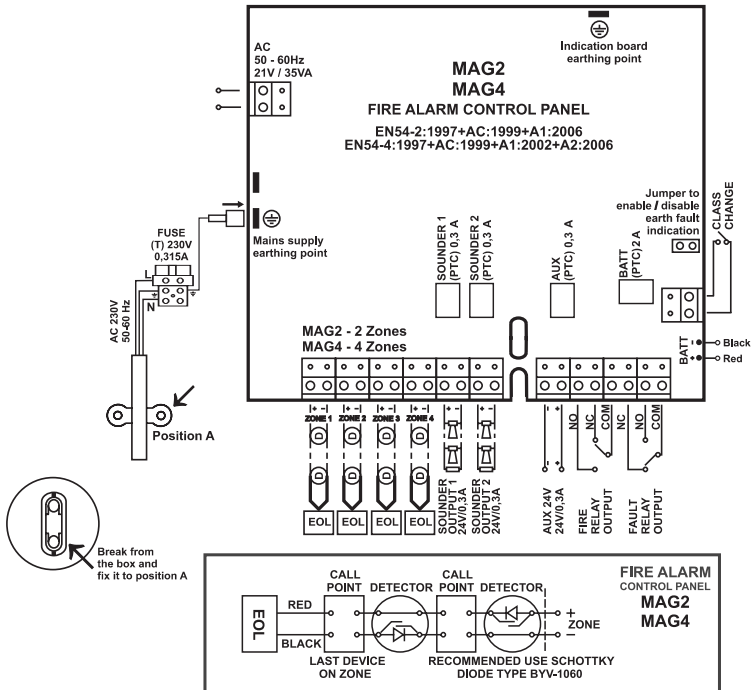 AC
50 - 60Hz
21V / 35VA
Indication board
earthing point
MAG2
MAG4
FIRE ALARM CONTROL PANEL
EN54-2:1997+AC:1999+A1:2006
EN54-4:1997+AC:1999+A1:2002+A2:2006
Jumper to
enable / disable
earth fault
indication
CLASS
CHANGE
Mains supply
earthing point
FUSE
(T) 230V
0,315A
L
N
AC 230V
50-60 Hz
SOUNDER 1
(PTC) 0,3 A
SOUNDER 2
(PTC) 0,3 A
AUX
(PTC) 0,3 A
BATT
(PTC) 2 A
MAG2 - 2 Zones
MAG4 - 4 Zones
BATT
- Black
+ Red
Position A
+ - + - + - + - + - + -
ZONE 1 ZONE 2 ZONE 3 ZONE 4
D D D D
D D D D
EOL EOL EOL EOL
SOUNDER
OUTPUT 1
24V/0,3A
SOUNDER
OUTPUT 2
24V/0,3A
- +
AUX 24V
24V/0,3A
NO NC COM
FIRE
RELAY
OUTPUT
NC NO COM
FAULT
RELAY
OUTPUT
Break from
the box and
fix it to position A
FIRE ALARM
CONTROL PANEL
MAG2
MAG4
CALL
POINT
DETECTOR
CALL
POINT
DETECTOR
EOL
RED
BLACK
+
ZONE
-
LAST DEVICE
ON ZONE
RECOMMENDED USE SCHOTTKY
DIODE TYPE BYV-1060